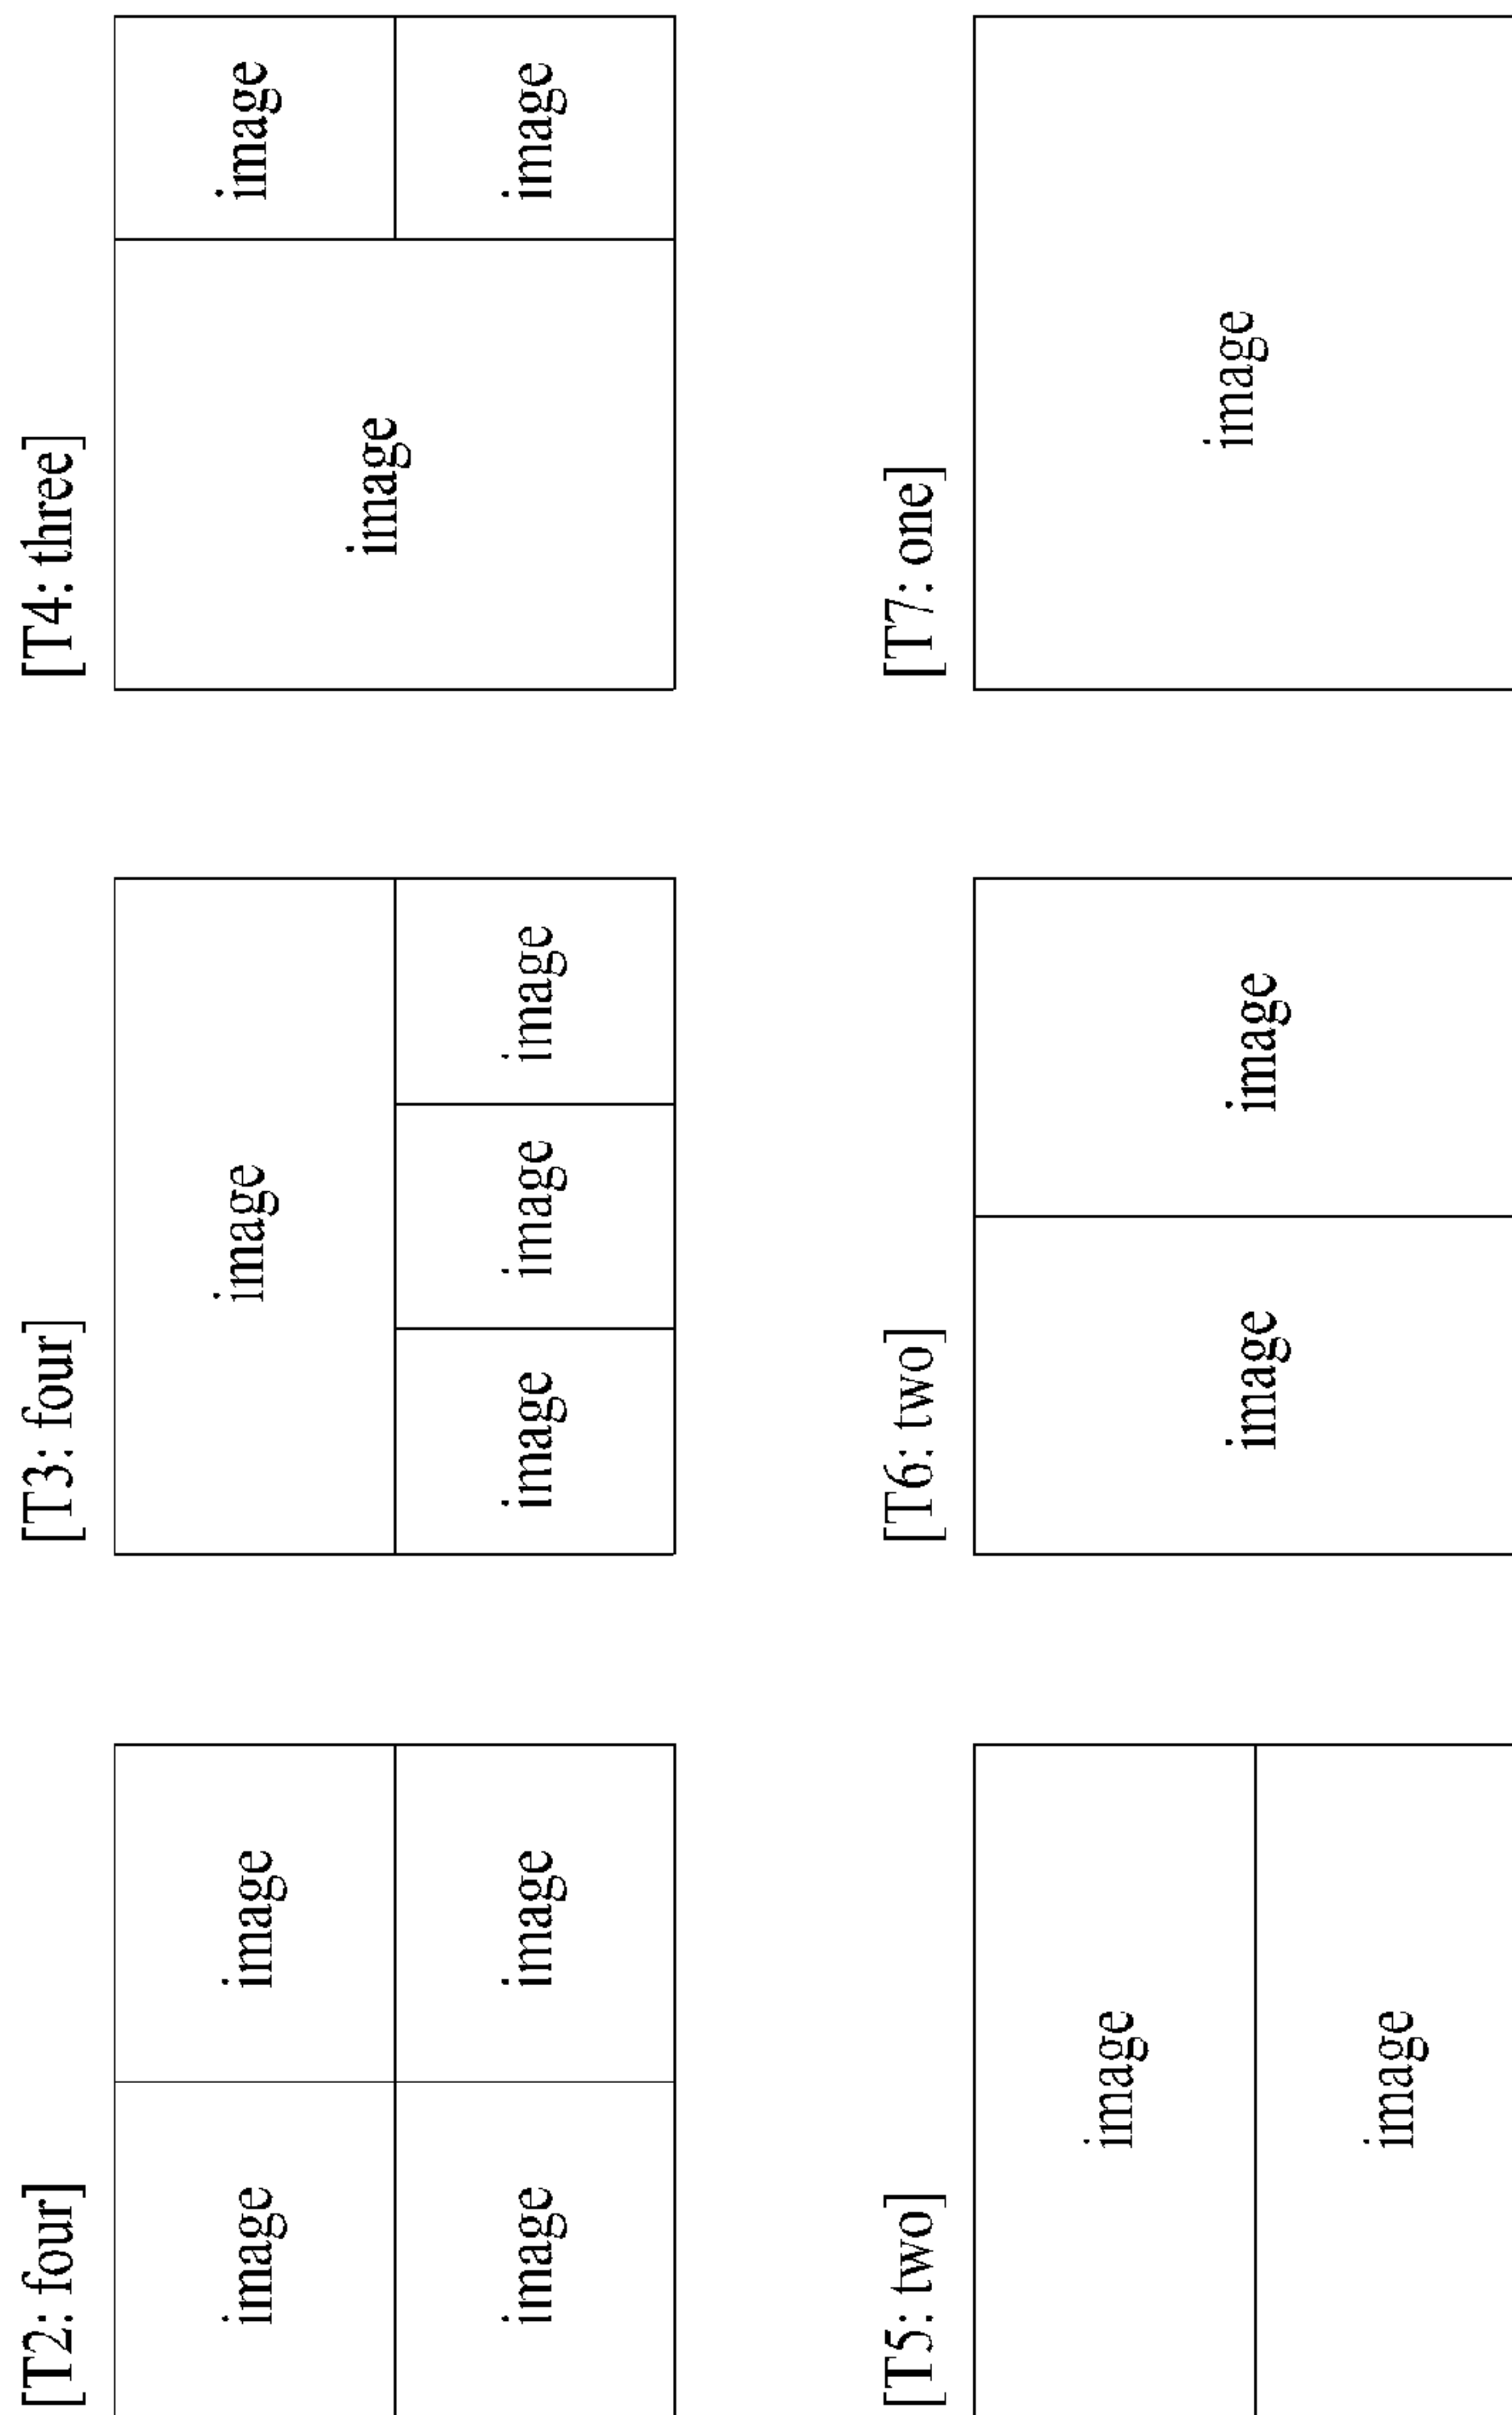 [T2: four]
image image
image image
[T3: four]
image
image image image
[T4: three]
image
image
image
[T5: two]
image
image
[T6: two]
image image
[T7: one]
image